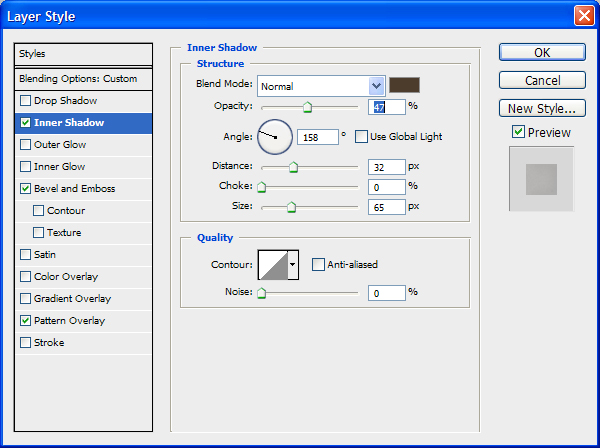 Layer Style
Styles
Blending Options: Custom
Drop Shadow
Inner Shadow
Outer Glow
Inner Glow
Bevel and Emboss
Contour
Texture
Satin
Color Overlay
Gradient Overlay
Pattern Overlay
Stroke
Inner Shadow
Structure
Blend Mode: Normal
Opacity: 47 %
Angle: 158 ° Use Global Light
Distance: 32 px
Choke: 0 %
Size: 65 px
Quality
Contour: Anti-aliased
Noise: 0 %
OK
Cancel
New Style...
Preview